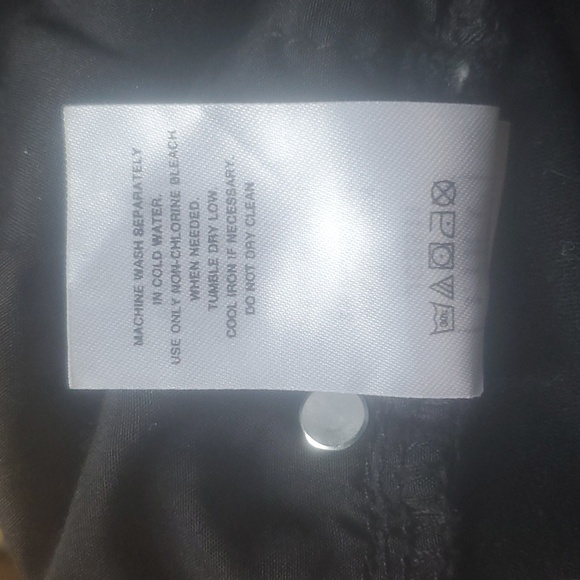 MACHINE WASH SEPARATELY
IN COLD WATER.
USE ONLY NON-CHLORINE BLEACH
WHEN NEEDED.
TUMBLE DRY LOW.
COOL IRON IF NECESSARY.
DO NOT DRY CLEAN
30c